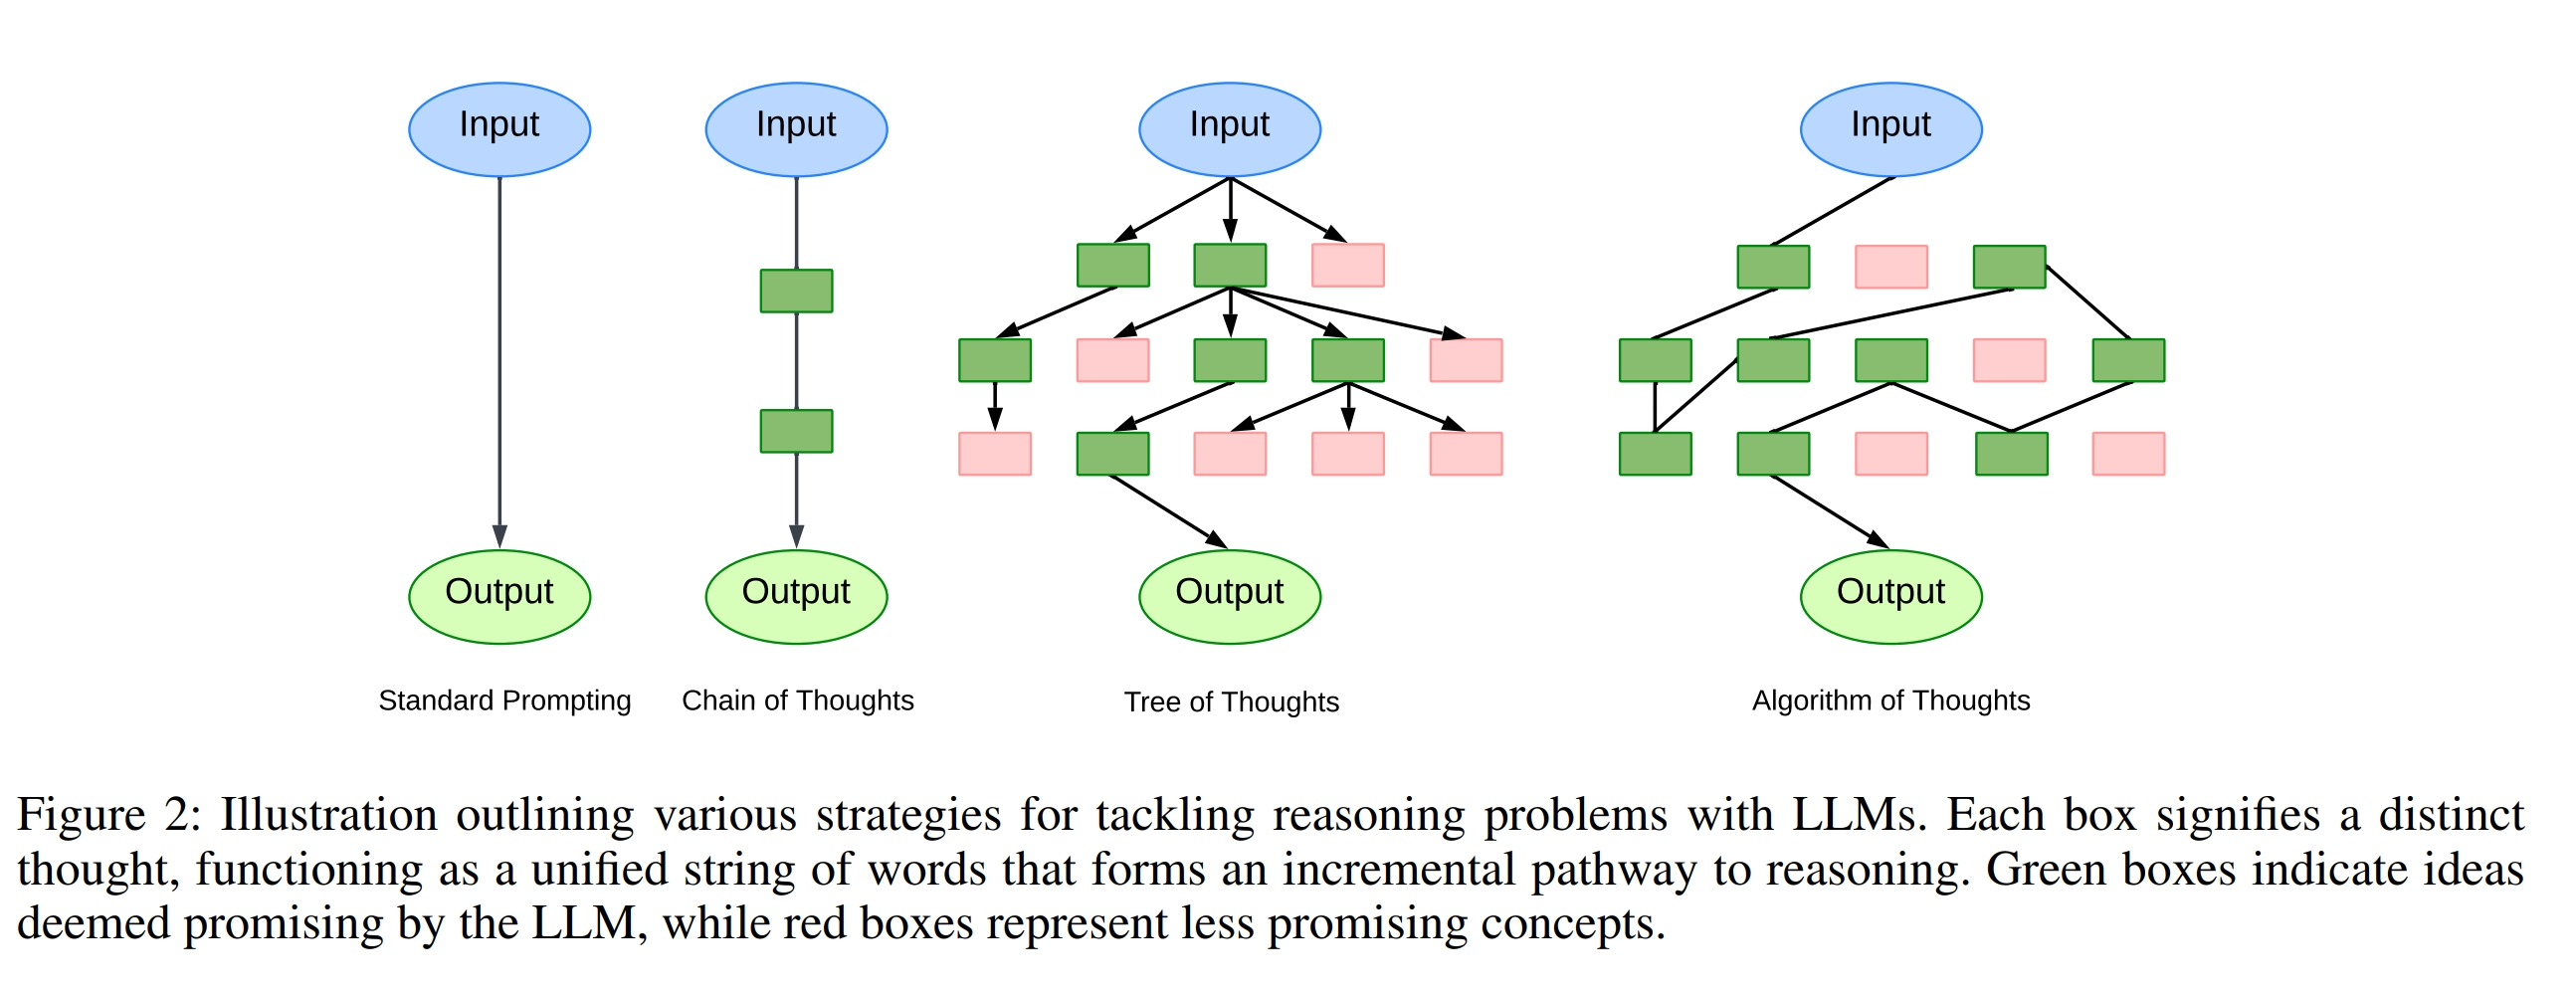 Input Input Input Input
Output Output Output Output
Standard Prompting Chain of Thoughts Tree of Thoughts Algorithm of Thoughts
Figure 2: Illustration outlining various strategies for tackling reasoning problems with LLMs. Each box signifies a distinct
thought, functioning as a unified string of words that forms an incremental pathway to reasoning. Green boxes indicate ideas
deemed promising by the LLM, while red boxes represent less promising concepts.